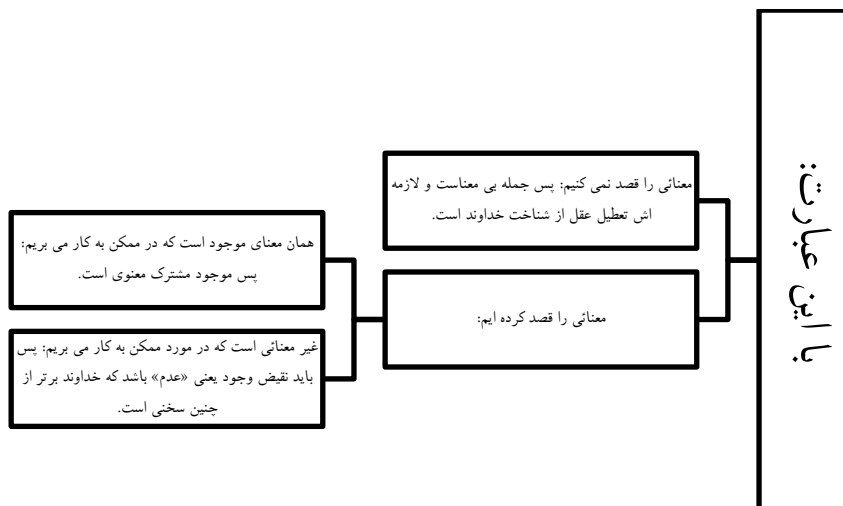 با این عبارت:
معنائی را قصد نمی کنیم: پس جمله بی معناست و لازمه
اش تعطیل عقل از شناخت خداوند است.
معنائی را قصد کرده ایم:
همان معنای موجود است که در ممکن به کار می بریم:
پس موجود مشترک معنوی است.
غیر معنائی است که در مورد ممکن به کار می بریم: پس
باید نقیض وجود یعنی «عدم» باشد که خداوند برتر از
چنین سخنی است.